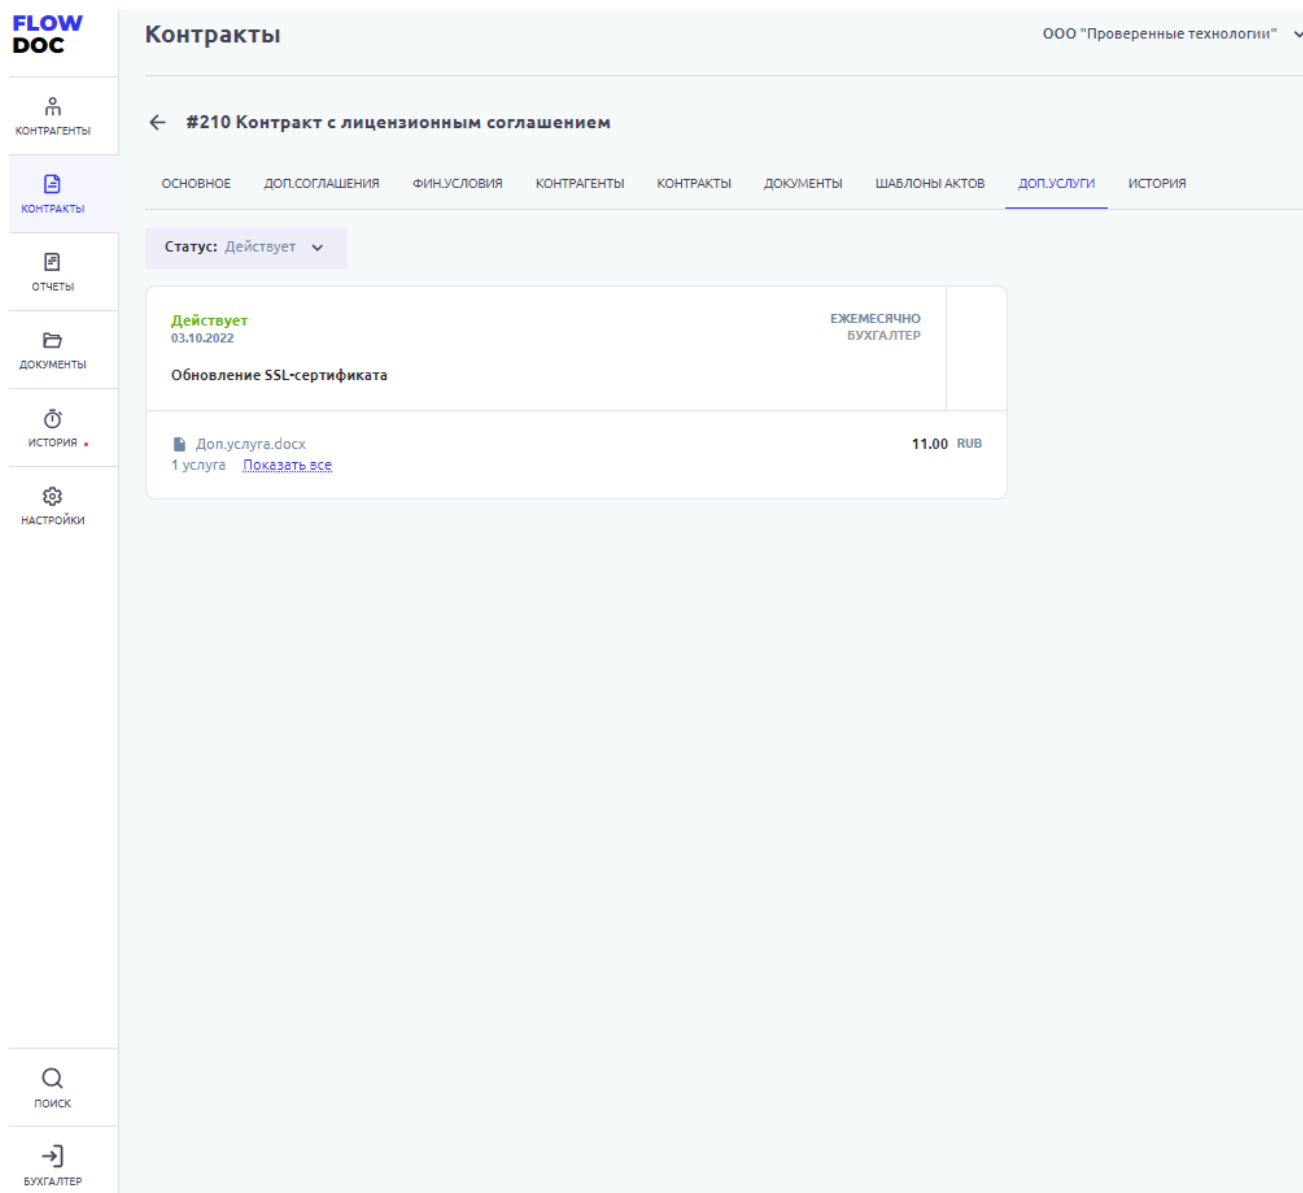 FLOW
DOC
Контракты
ООО "Проверенные технологии"
КОНТРАГЕНТЫ
КОНТРАКТЫ
ОТЧЕТЫ
ДОКУМЕНТЫ
ИСТОРИЯ
НАСТРОЙКИ
ПОИСК
БУХГАЛТЕР
#210 Контракт с лицензионным соглашением
ОСНОВНОЕ ДОП.СОГЛАШЕНИЯ ФИН.УСЛОВИЯ КОНТРАГЕНТЫ КОНТРАКТЫ ДОКУМЕНТЫ ШАБЛОНЫ АКТОВ ДОП.УСЛУГИ ИСТОРИЯ
Статус: Действует
Действует
03.10.2022
ЕЖЕМЕСЯЧНО
БУХГАЛТЕР
Обновление SSL-сертификата
Доп.услуга.docx
11.00 RUB
1 услуга Показать все